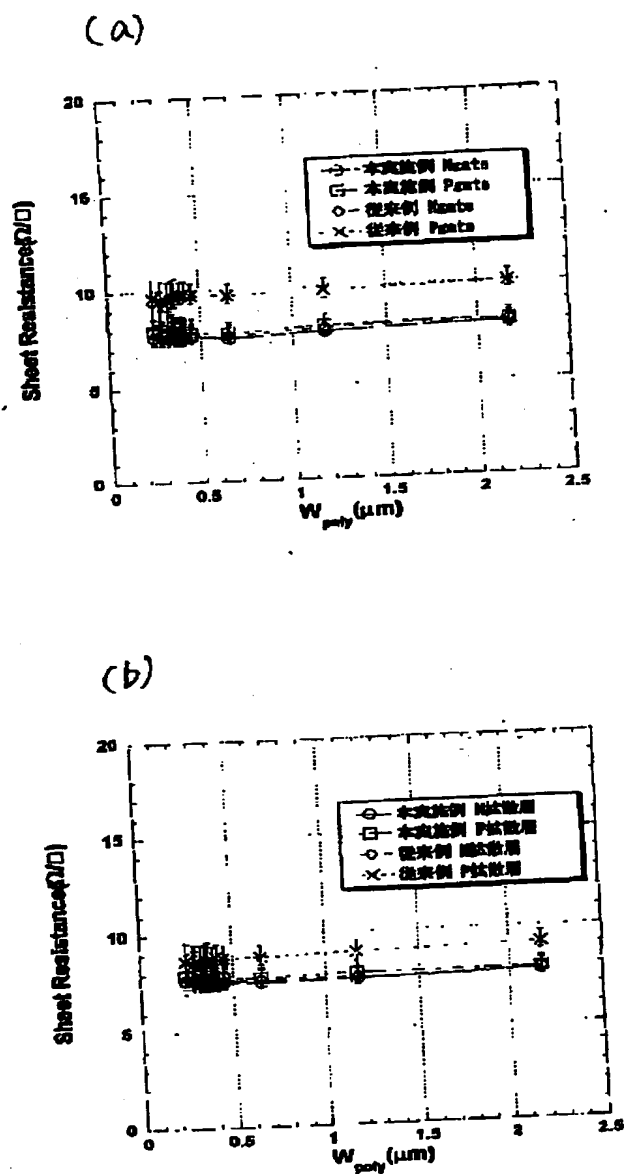 (a)
20
15
10
5
0
Sheet Resistance(Ω/□)
本実施例 Ngate
本実施例 Pgate
従来例 Ngate
従来例 Pgate
0 0.5 1 1.5 2 2.5
W poly (μm)
(b)
20
15
10
5
0
Sheet Resistance(Ω/□)
本実施例 N拡散層
本実施例 P拡散層
従来例 N拡散層
従来例 P拡散層
0 0.5 1 1.5 2 2.5
W poly (μm)